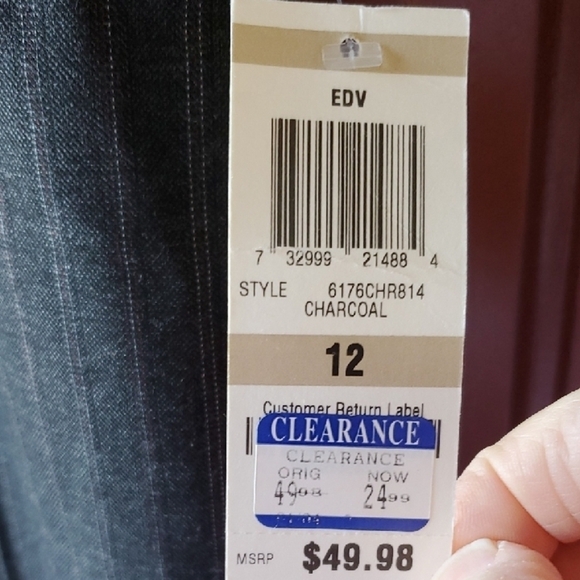 EDV
7 32999 21488 4
STYLE 6176CHR814
CHARCOAL
12
Customer Return Label
CLEARANCE
CLEARANCE
ORIG NOW
49.98 24.99
MSRP $49.98